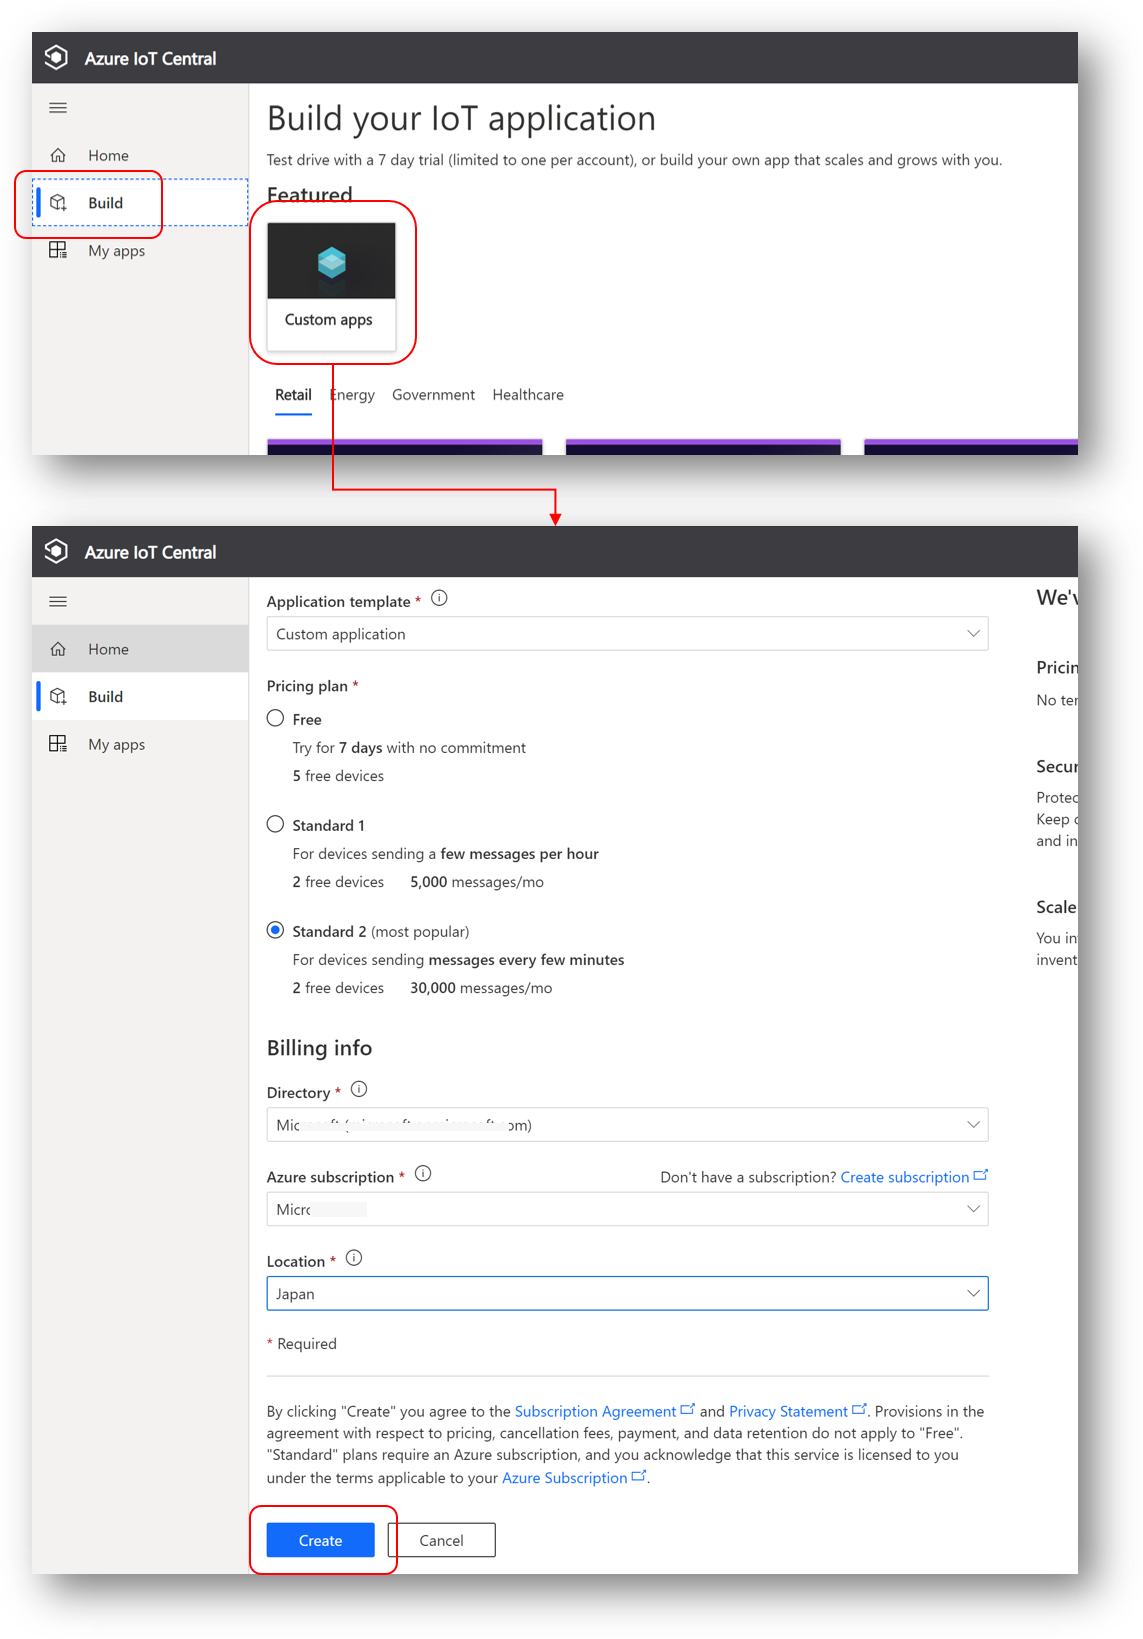 Azure IoT Central
Build your IoT application
Home
Test drive with a 7 day trial (limited to one per account), or build your own app that scales and grows with you.
Featured
Build
My apps
Custom apps
Retail Energy Government Healthcare
Azure IoT Central
Application template * We'v
Custom application
Home
Pricing plan *
Build
Free
My apps
Try for 7 days with no commitment
5 free devices
Standard 1
For devices sending a few messages per hour
2 free devices 5,000 messages/mo
Standard 2 (most popular)
For devices sending messages every few minutes
2 free devices 30,000 messages/mo
Pricin
No ter
Secur
Protec
Keep c
and in
Scale
You in
invent
Billing info
Directory *
Azure subscription *
Don't have a subscription? Create subscription
Location *
Japan
* Required
By clicking "Create" you agree to the Subscription Agreement and Privacy Statement. Provisions in the
agreement with respect to pricing, cancellation fees, payment, and data retention do not apply to "Free".
"Standard" plans require an Azure subscription, and you acknowledge that this service is licensed to you
under the terms applicable to your Azure Subscription.
Create Cancel